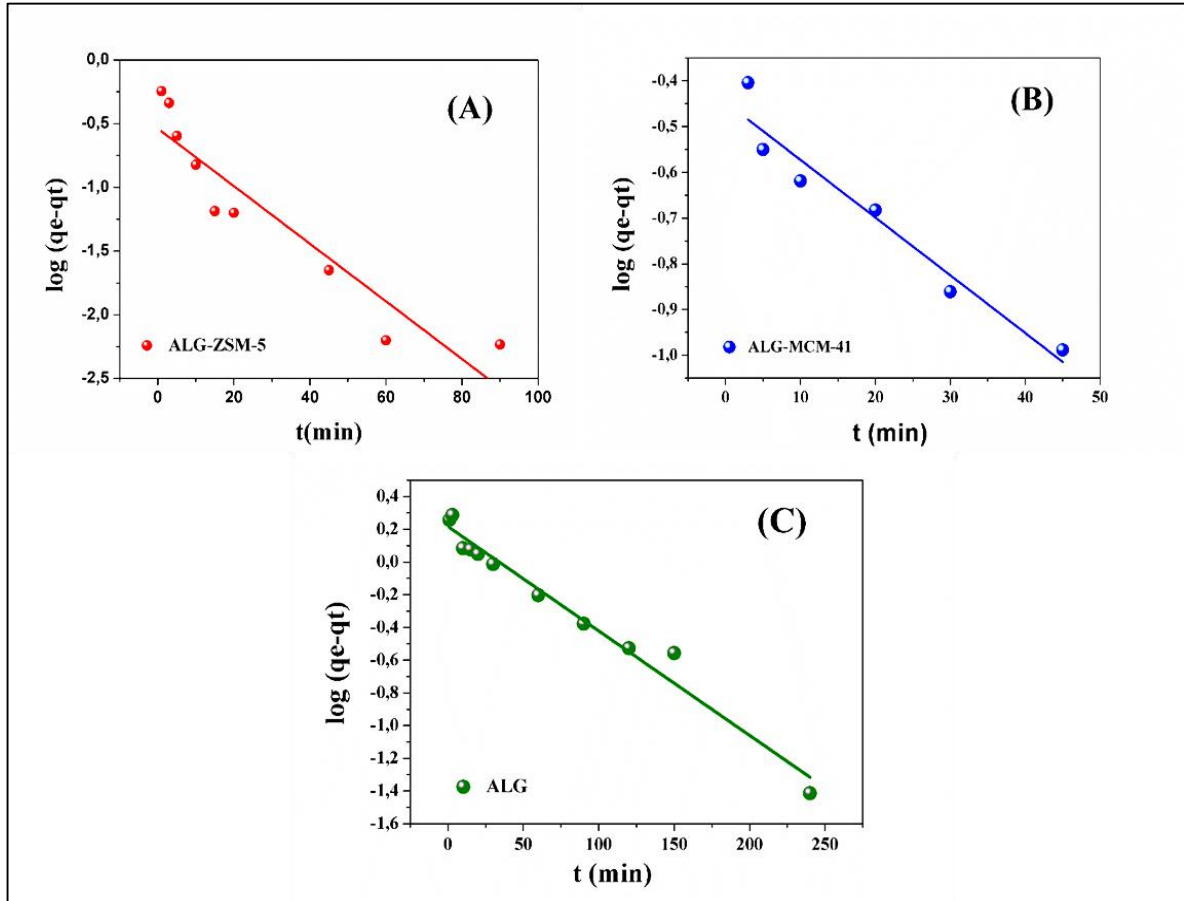 (A)
0,0
-0,5
-1,0
-1,5
-2,0
-2,5
log (qe-qt)
ALG-ZSM-5
0 20 40 60 80 100
t(min)
(B)
-0,4
-0,5
-0,6
-0,7
-0,8
-0,9
-1,0
log (qe-qt)
ALG-MCM-41
0 10 20 30 40 50
t (min)
(C)
0,4
0,2
0,0
-0,2
-0,4
-0,6
-0,8
-1,0
-1,2
-1,4
-1,6
log (qe-qt)
ALG
0 50 100 150 200 250
t (min)